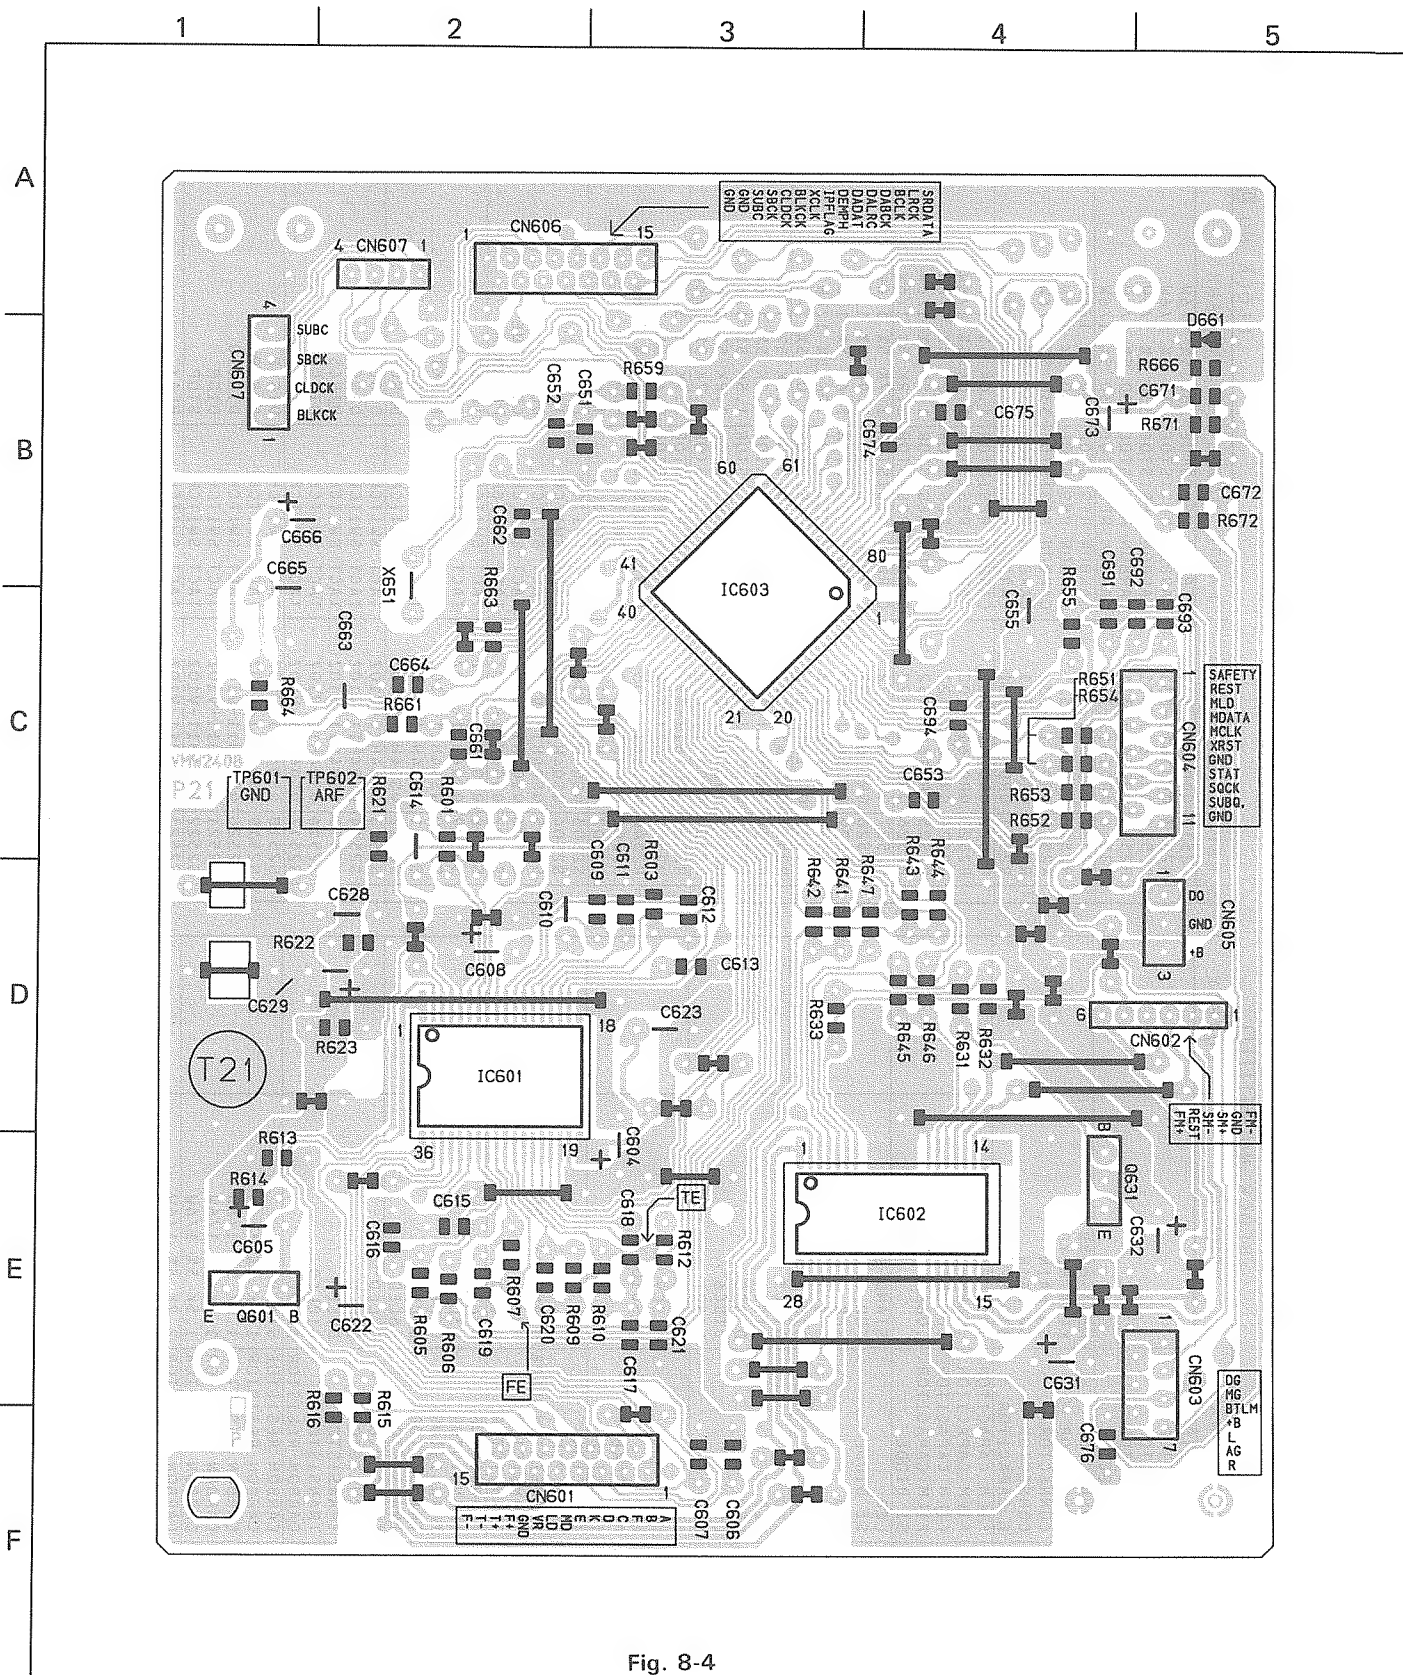 1 2 3 4 5
A
B
C
D
E
F
SRDATA
LRCK
BCLK
DABCK
DALRC
DADAT
DEMPH
IPFLAG
XCLK
BLKCK
CLDCK
SBCK
SUBC
GND
GND
1 CN606 15
4 CN607 1
4
SUBC
SBCK
CLDCK
BLKCK
CN607
1
D661
R666
C671
R671
C672
R672
C652
C651
R659
C674
C675
C673
+
60
61
41
40
80
1
21
20
IC603
+
C666
C665
X651
C662
R663
C663
C664
R661
R664
C661
C655
R655
C691
C692
C693
R651
R654
C694
C653
R653
R652
1
CN604
11
SAFETY
REST
MLD
MDATA
MCLK
XRST
GND
STAT
SQCK
SUBQ.
GND
VMW2408
P21
TP601
GND
TP602
ARF
R621
C614
R601
C609
C611
R603
C612
C610
R642
R641
R647
R643
R644
C628
R622
+
C608
C613
C629
+
R623
C623
R633
R645
R646
R631
R632
1
DO
GND
+B
3
CN605
6
1
CN602
FM-
GND
SM+
SM-
REST
FM+
T21
1
18
IC601
36
19
R613
R614
+
C605
C604
+
TE
C615
C616
C618
R612
1
14
IC602
28
15
B
Q631
E
C632
+
E Q601 B
+
C622
R605
R606
C619
R607
C620
R609
R610
C617
C621
FE
+
C631
1
CN603
7
DG
MG
BTLM
+B
L
AG
R
R616
R615
C676
15
CN601
1
C607
C606
A
B
F
C
D
K
E
MD
LD
VR
GND
F+
T+
T-
F-
Fig. 8-4